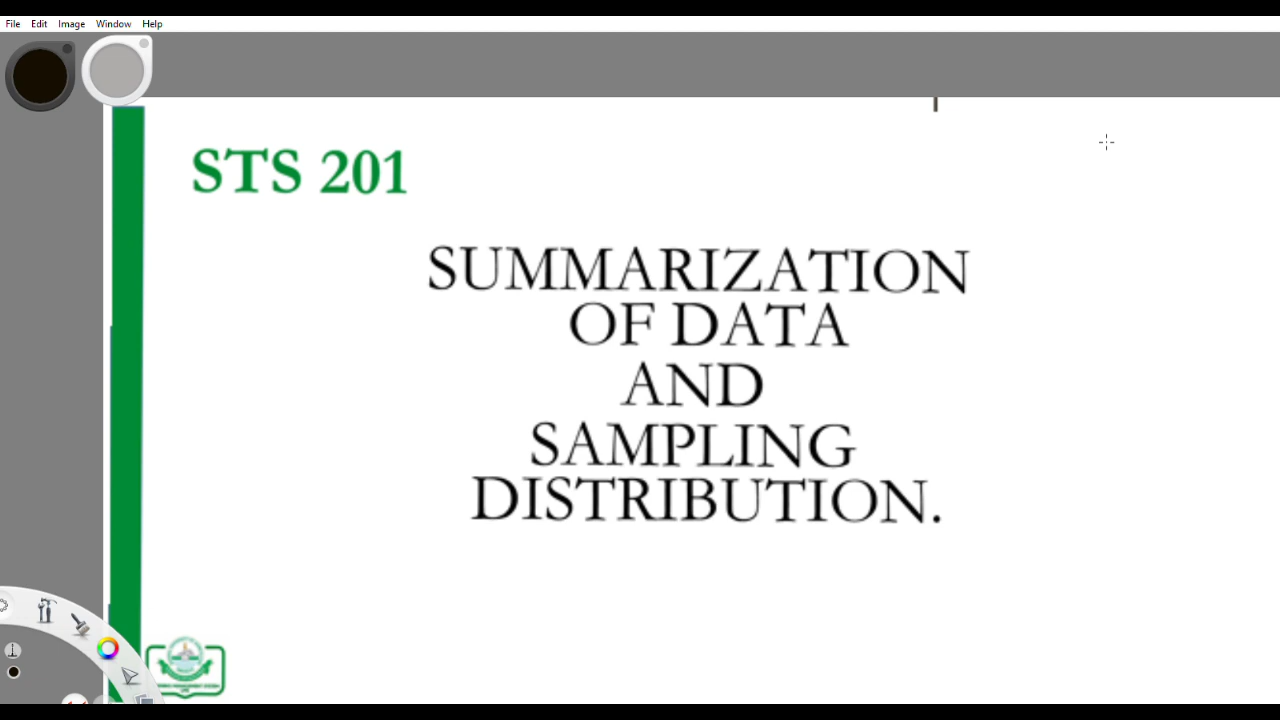 File Edit Image Window Help
STS 201
SUMMARIZATION
OF DATA
AND
SAMPLING
DISTRIBUTION.